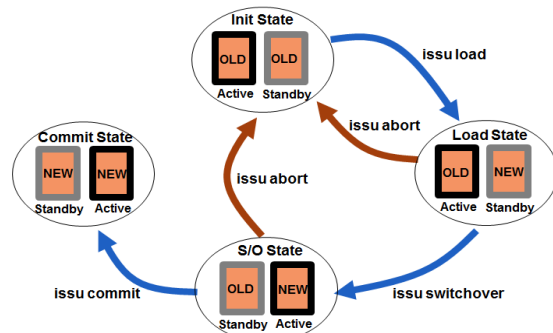 Init State
OLD OLD
Active Standby
issu load
issu abort
Load State
OLD NEW
Active Standby
Commit State
NEW NEW
Standby Active
issu abort
S/O State
OLD NEW
Standby Active
issu commit
issu switchover